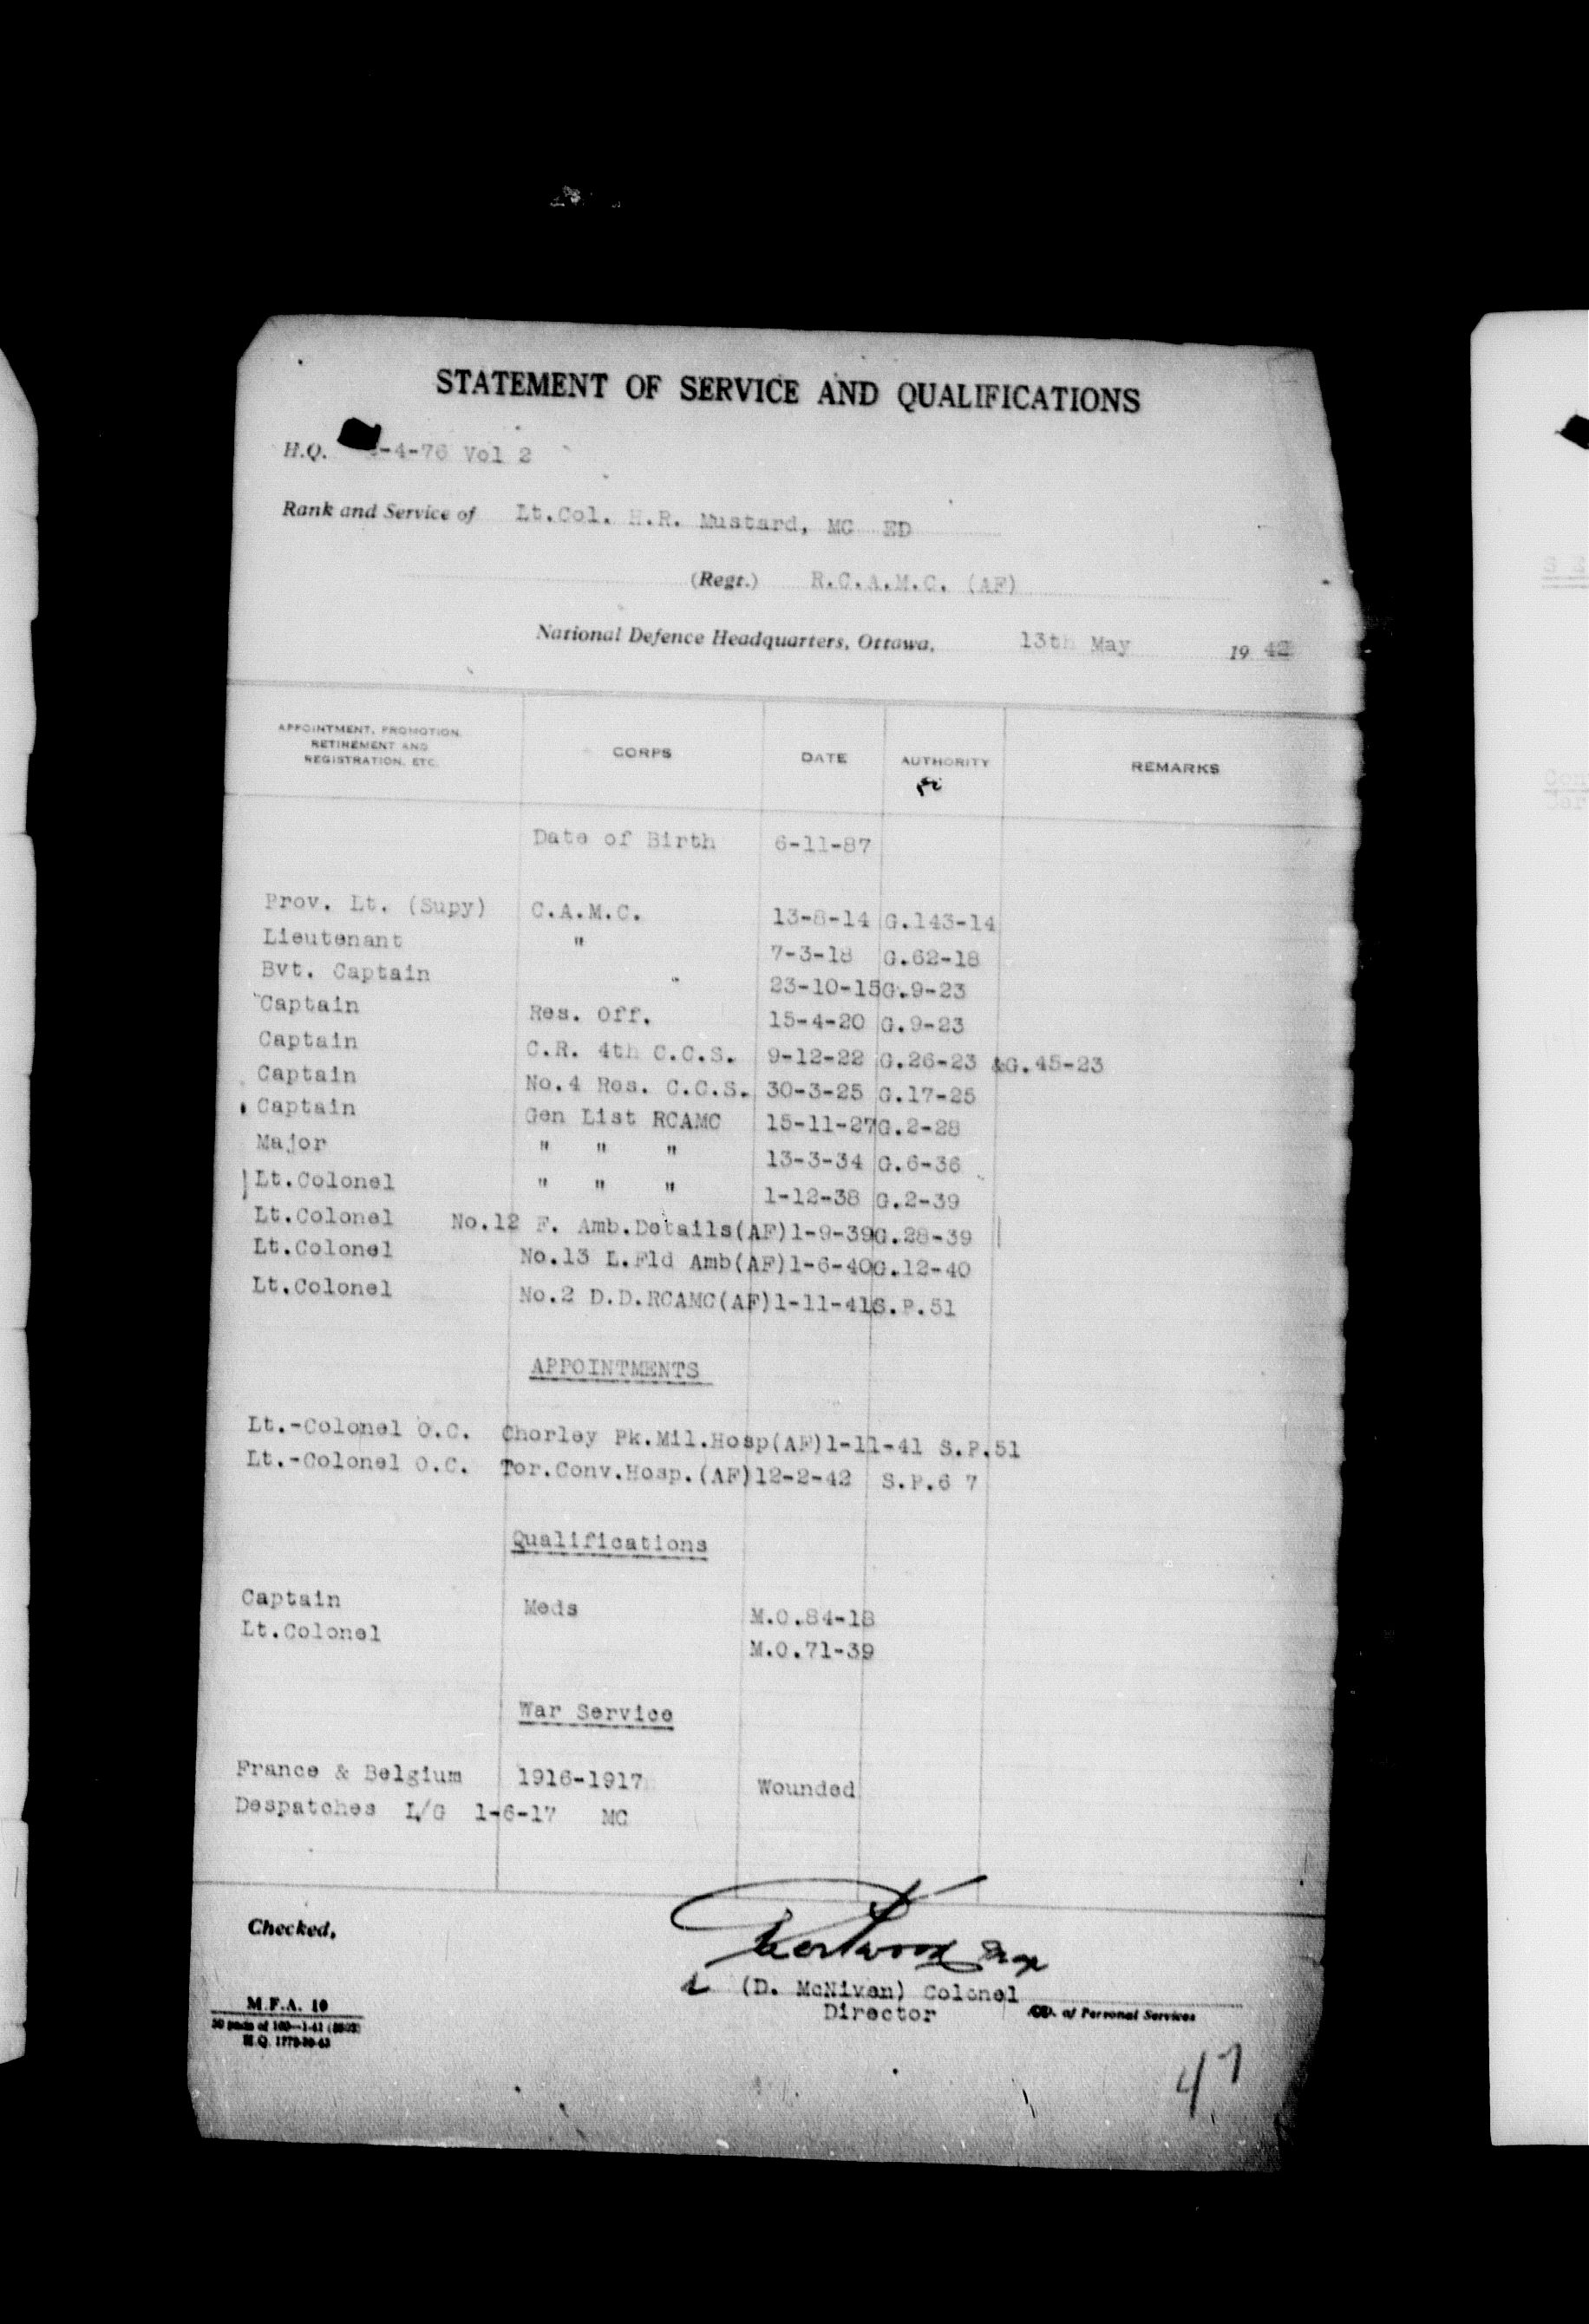 STATEMENT OF SERVICE AND QUALIFICATIONS
H.Q. -4-76 Vol 2
Rank and Service of Lt.Col. H.R. Mustard, MC ED
(Regt.) R.C.A.M.C. (AF)
National Defence Headquarters, Ottawa, 13th May 19 42
APPOINTMENT, PROMOTION, RETIREMENT AND REGISTRATION, ETC. CORPS DATE AUTHORITY REMARKS
Date of Birth 6-11-87
Prov. Lt. (Supy) C.A.M.C. 13-8-14 G.143-14
Lieutenant " 7-3-18 G.62-18
Bvt. Captain " 23-10-15 G.9-23
Captain Res. Off. 15-4-20 G.9-23
Captain C.R. 4th C.C.S. 9-12-22 G.26-23 &G.45-23
Captain No.4 Res. C.C.S. 30-3-25 G.17-25
Captain Gen List RCAMC 15-11-27 G.2-28
Major " " " 13-3-34 G.6-36
Lt.Colonel " " " 1-12-38 G.2-39
Lt.Colonel No.12 F. Amb.Details(AF) 1-9-39 G.28-39
Lt.Colonel No.13 L.Fld Amb(AF) 1-6-40 G.12-40
Lt.Colonel No.2 D.D.RCAMC(AF) 1-11-41 S.P.51
APPOINTMENTS
Lt.-Colonel O.C. Chorley Pk.Mil.Hosp(AF) 1-11-41 S.P.51
Lt.-Colonel O.C. Tor.Conv.Hosp.(AF) 12-2-42 S.P.6 7
Qualifications
Captain Meds M.O.84-18
Lt.Colonel M.O.71-39
War Service
France & Belgium 1916-1917 Wounded
Despatches L/G 1-6-17 MC
Checked,
(D. McNiven) Colonel
Director of Personal Services
M.F.A. 10
47